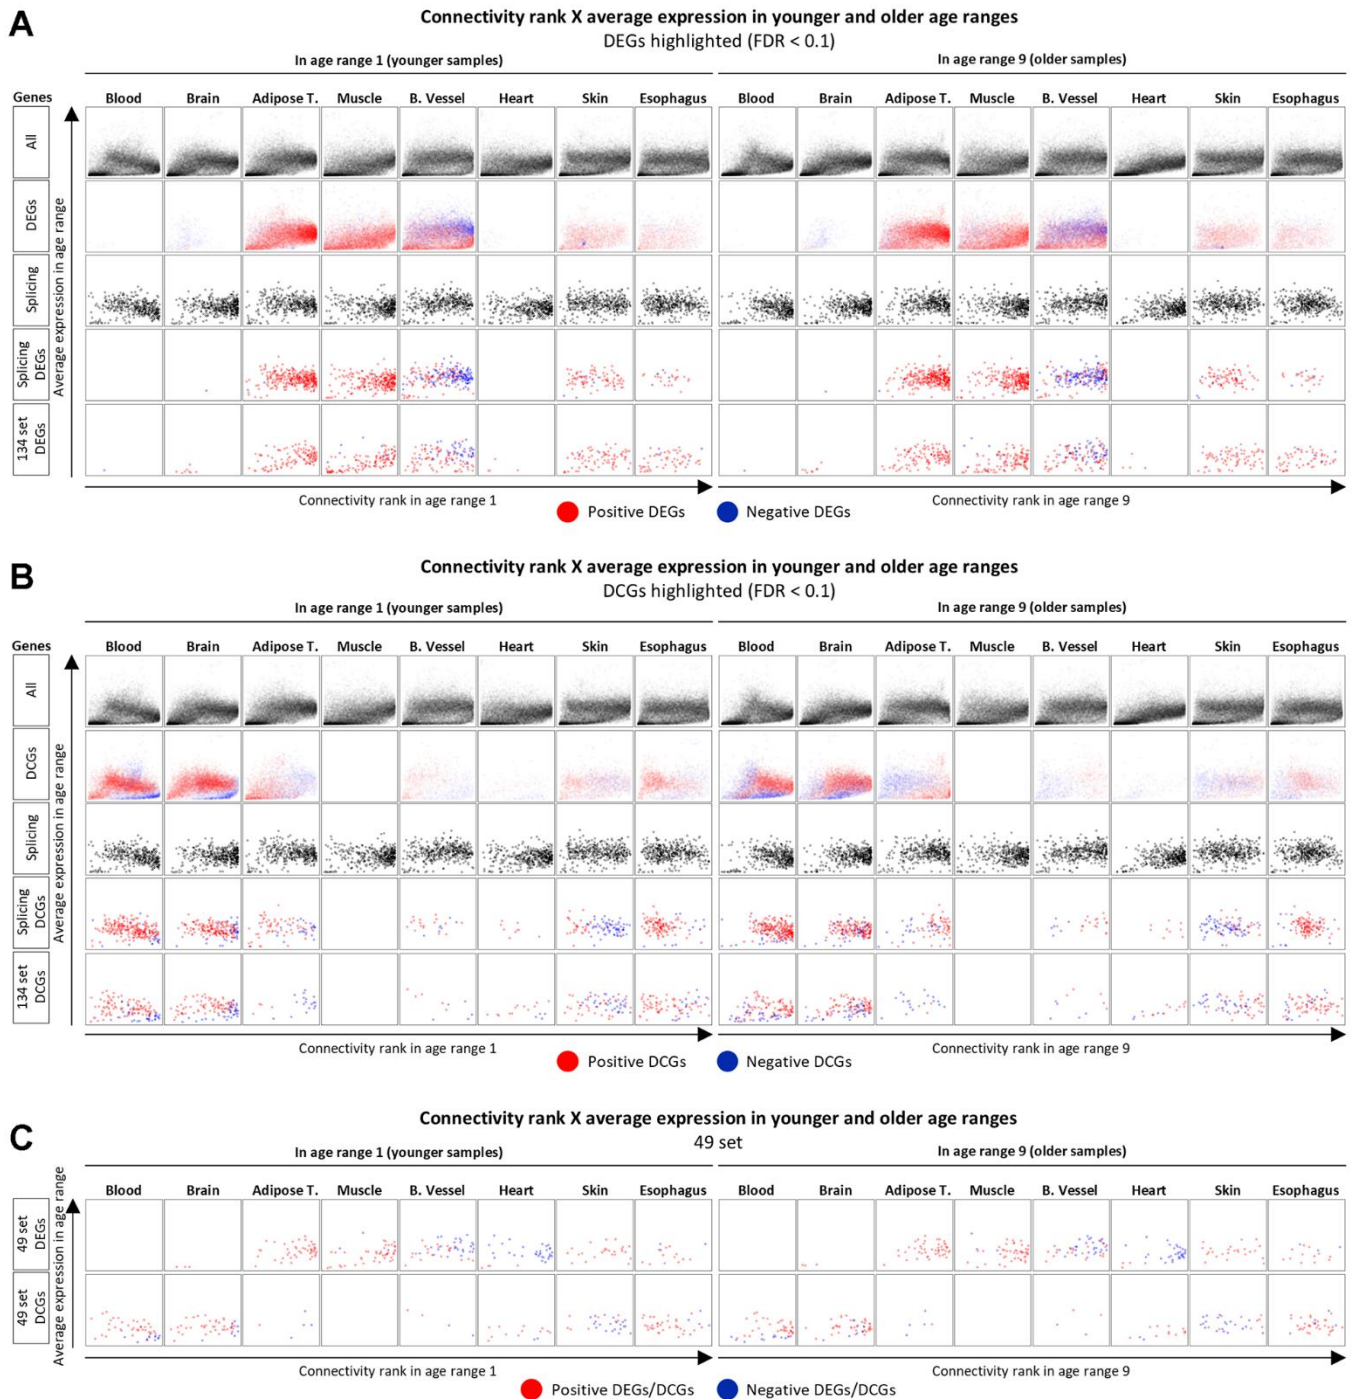 A
Connectivity rank X average expression in younger and older age ranges
DEGs highlighted (FDR < 0.1)
In age range 1 (younger samples)
In age range 9 (older samples)
Genes
Blood Brain Adipose T. Muscle B. Vessel Heart Skin Esophagus
Blood Brain Adipose T. Muscle B. Vessel Heart Skin Esophagus
All
DEGs
Splicing
Splicing
DEGs
134 set
DEGs
Average expression in age range
Connectivity rank in age range 1
Connectivity rank in age range 9
Positive DEGs
Negative DEGs
B
Connectivity rank X average expression in younger and older age ranges
DCGs highlighted (FDR < 0.1)
In age range 1 (younger samples)
In age range 9 (older samples)
Genes
Blood Brain Adipose T. Muscle B. Vessel Heart Skin Esophagus
Blood Brain Adipose T. Muscle B. Vessel Heart Skin Esophagus
All
DCGs
Splicing
Splicing
DCGs
134 set
DCGs
Average expression in age range
Connectivity rank in age range 1
Connectivity rank in age range 9
Positive DCGs
Negative DCGs
C
Connectivity rank X average expression in younger and older age ranges
49 set
In age range 1 (younger samples)
In age range 9 (older samples)
Blood Brain Adipose T. Muscle B. Vessel Heart Skin Esophagus
Blood Brain Adipose T. Muscle B. Vessel Heart Skin Esophagus
49 set
DEGs
49 set
DCGs
Average expression in age range
Connectivity rank in age range 1
Connectivity rank in age range 9
Positive DEGs/DCGs
Negative DEGs/DCGs